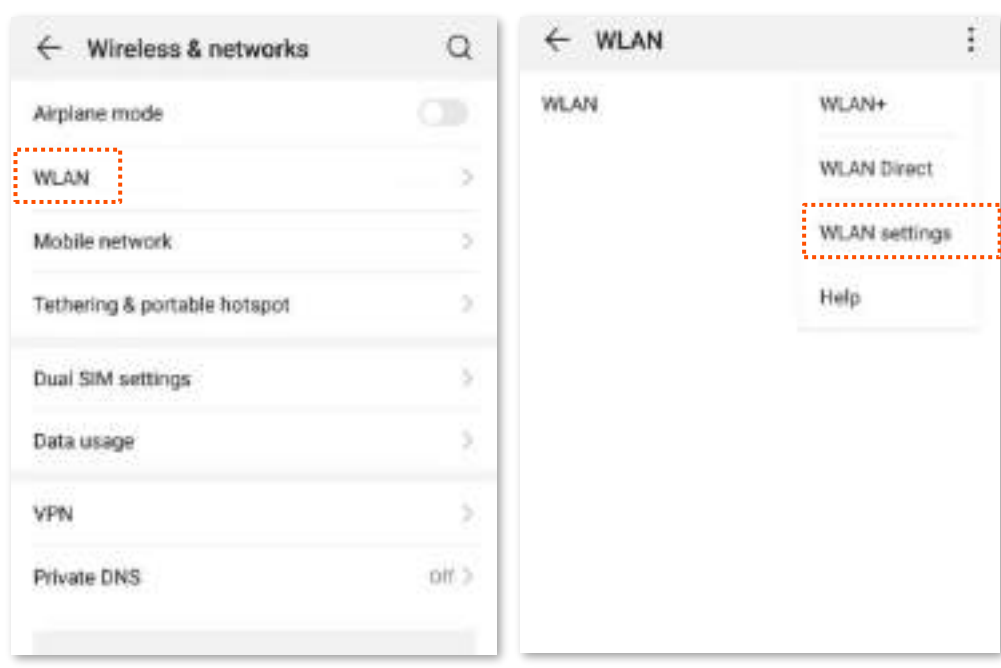 Wireless & networks
Airplane mode
WLAN
Mobile network
Tethering & portable hotspot
Dual SIM settings
Data usage
VPN
Private DNS
Off
WLAN
WLAN
WLAN+
WLAN Direct
WLAN settings
Help